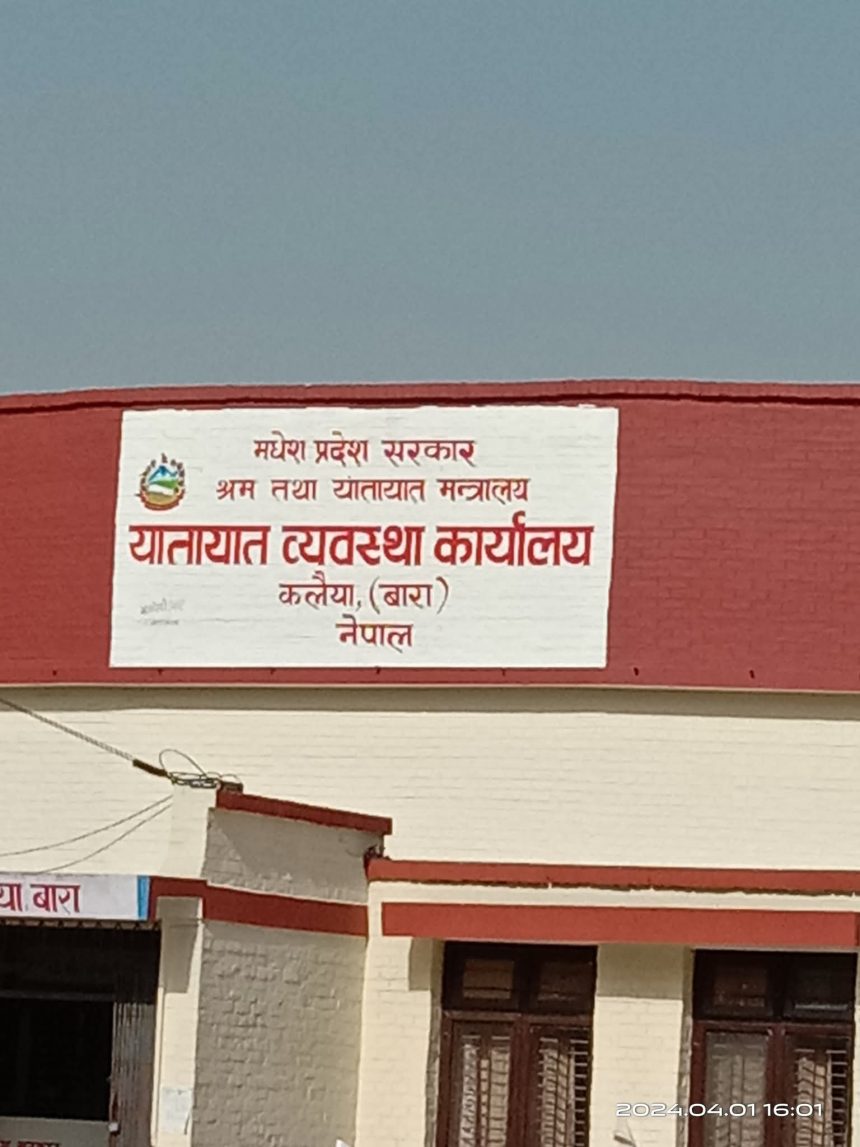 मधेश प्रदेश सरकार
श्रम तथा यातायात मन्त्रालय
यातायात व्यवस्था कार्यालय
कलैया, (बारा)
नेपाल
या बारा
2024.04.01 16:01